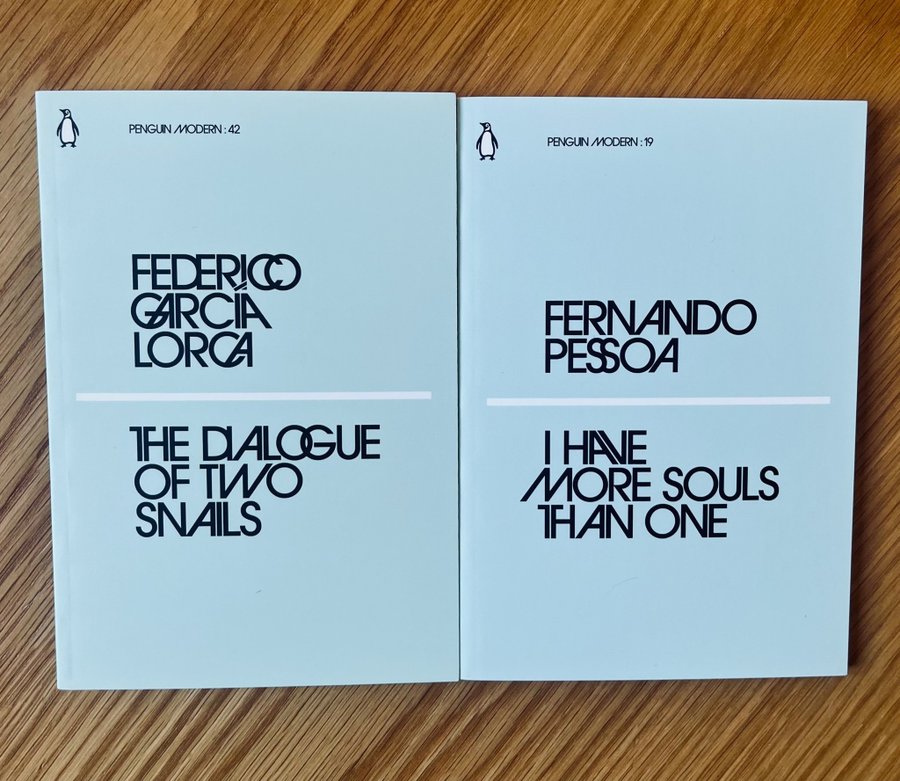 PENGUIN MODERN : 42
FEDERICO
GARCÍA
LORCA
THE DIALOGUE
OF TWO
SNAILS
PENGUIN MODERN : 19
FERNANDO
PESSOA
I HAVE
MORE SOULS
THAN ONE